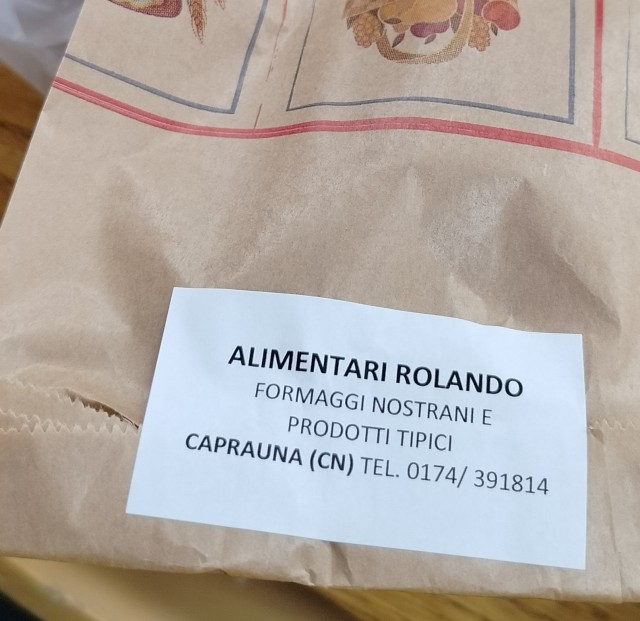 ALIMENTARI ROLANDO
FORMAGGI NOSTRANI E
PRODOTTI TIPICI
CAPRAUNA (CN) TEL. 0174/ 391814